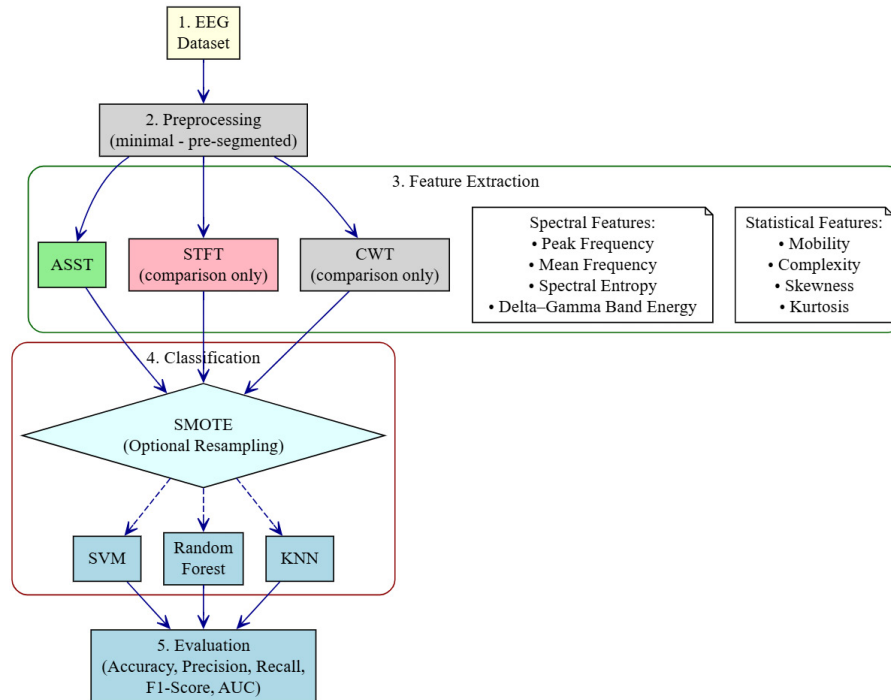 1. EEG
Dataset
2. Preprocessing
(minimal - pre-segmented)
3. Feature Extraction
ASST
STFT
(comparison only)
CWT
(comparison only)
Spectral Features:
• Peak Frequency
• Mean Frequency
• Spectral Entropy
• Delta–Gamma Band Energy
Statistical Features:
• Mobility
• Complexity
• Skewness
• Kurtosis
4. Classification
SMOTE
(Optional Resampling)
SVM
Random
Forest
KNN
5. Evaluation
(Accuracy, Precision, Recall,
F1-Score, AUC)